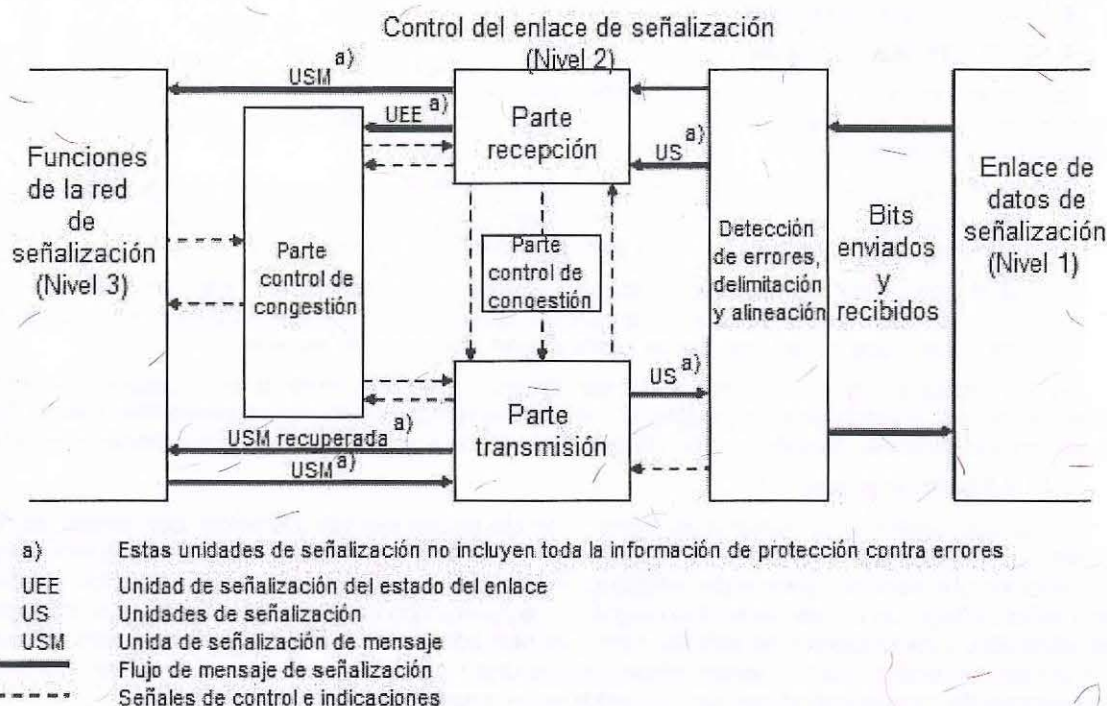 Control del enlace de señalización
(Nivel 2)
USM a)
UEE a)
Parte
recepción
US a)
Funciones
de la red
de
señalización
(Nivel 3)
Parte
control de
congestión
Parte
control de
congestión
Detección
de errores,
delimitación
y alineación
Bits
enviados
y
recibidos
Enlace de
datos de
señalización
(Nivel 1)
US a)
Parte
transmisión
USM recuperada a)
USM a)
a) Estas unidades de señalización no incluyen toda la información de protección contra errores
UEE Unidad de señalización del estado del enlace
US Unidades de señalización
USM Unida de señalización de mensaje
Flujo de mensaje de señalización
Señales de control e indicaciones